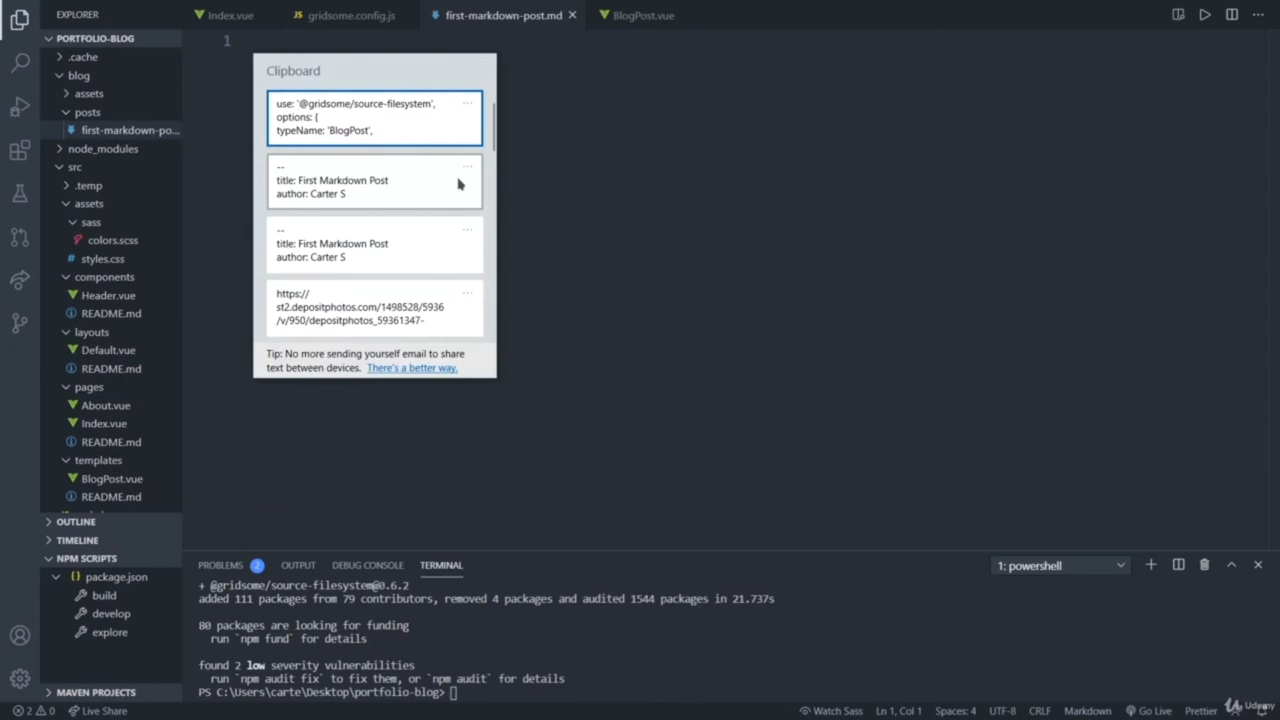 EXPLORER
Index.vue
gridsome.config.js
first-markdown-post.md
BlogPost.vue
PORTFOLIO-BLOG
.cache
blog
assets
posts
first-markdown-po...
node_modules
src
.temp
assets
sass
colors.scss
styles.css
components
Header.vue
README.md
layouts
Default.vue
README.md
pages
About.vue
Index.vue
README.md
templates
BlogPost.vue
README.md
OUTLINE
TIMELINE
NPM SCRIPTS
package.json
build
develop
explore
MAVEN PROJECTS
1
Clipboard
use: '@gridsome/source-filesystem',
options: {
typeName: 'BlogPost',
--
title: First Markdown Post
author: Carter S
--
title: First Markdown Post
author: Carter S
https://
st2.depositphotos.com/1498528/5936
/v/950/depositphotos_59361347-
Tip: No more sending yourself email to share
text between devices. There's a better way.
PROBLEMS 2 OUTPUT DEBUG CONSOLE TERMINAL
1: powershell
+ @gridsome/source-filesystem@0.6.2
added 111 packages from 79 contributors, removed 4 packages and audited 1544 packages in 21.737s
80 packages are looking for funding
run `npm fund` for details
found 2 low severity vulnerabilities
run `npm audit fix` to fix them, or `npm audit` for details
PS C:\Users\carte\Desktop\portfolio-blog>
2 0 Live Share
Watch Sass Ln 1, Col 1 Spaces: 4 UTF-8 CRLF Markdown Go Live Prettier
Udemy